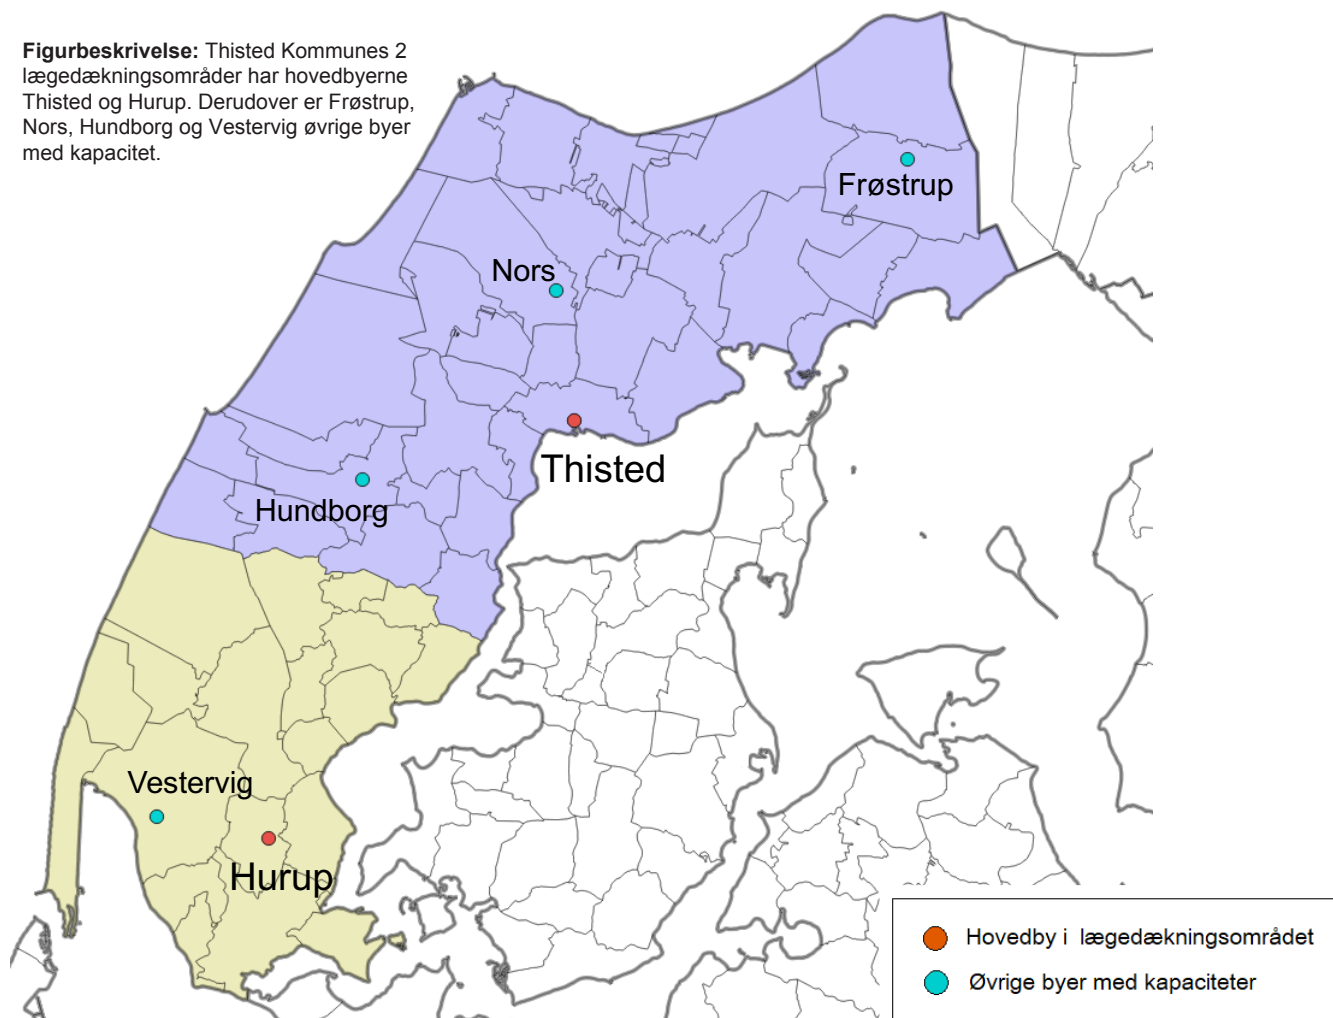 Figurbeskrivelse: Thisted Kommunes 2
lægedækningsområder har hovedbyerne
Thisted og Hurup. Derudover er Frøstrup,
Nors, Hundborg og Vestervig øvrige byer
med kapacitet.
Frøstrup
Nors
Thisted
Hundborg
Vestervig
Hurup
Hovedby i lægedækningsområdet
Øvrige byer med kapaciteter